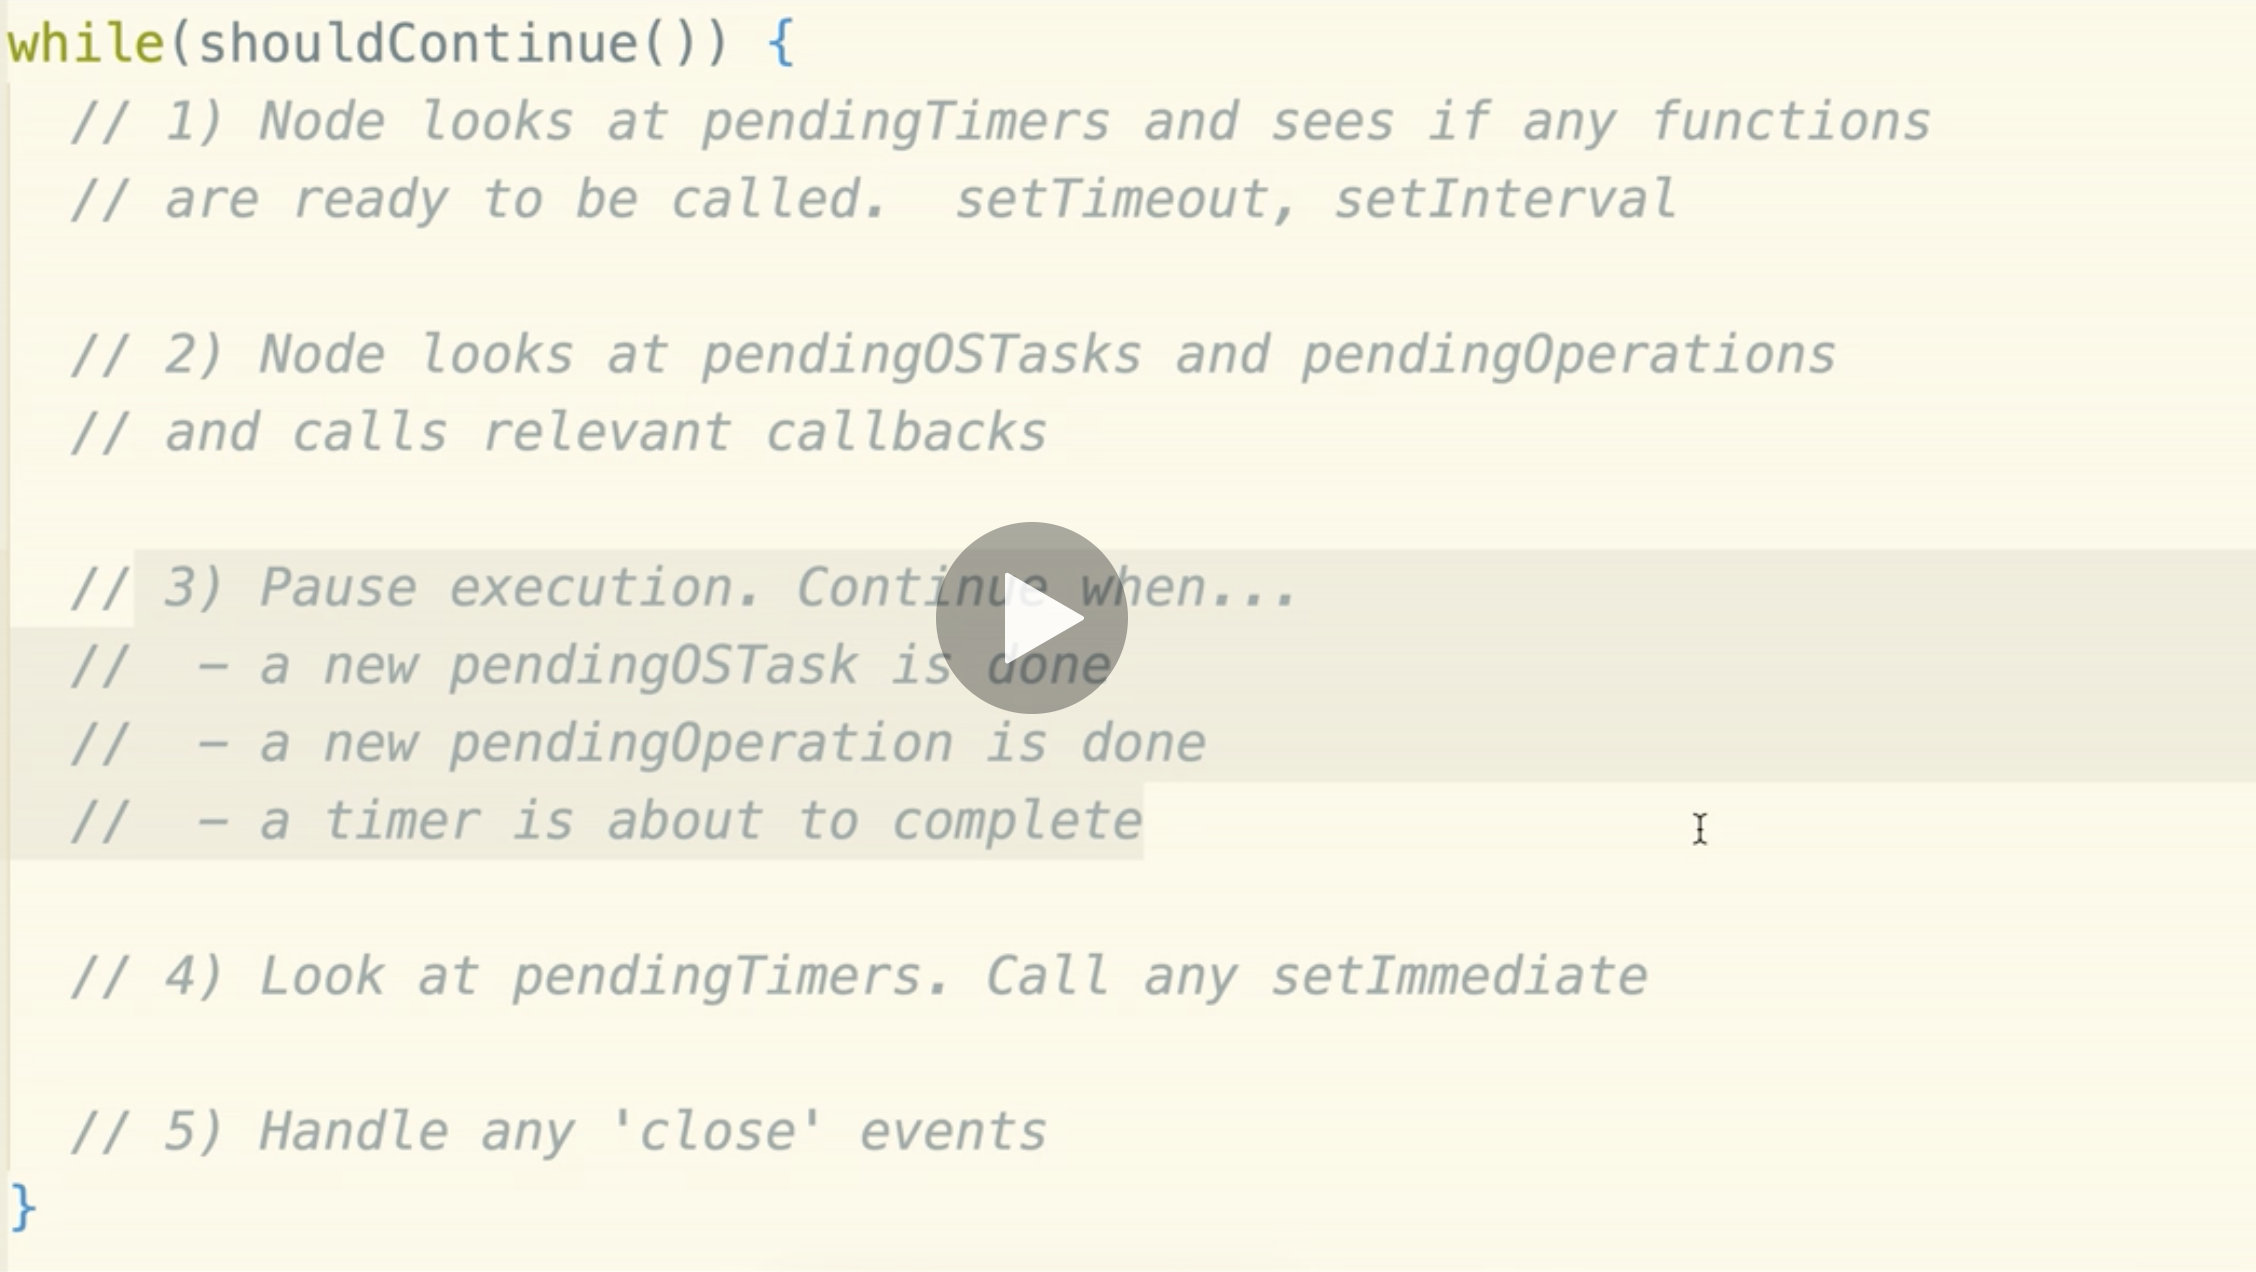 while(shouldContinue()) {
// 1) Node looks at pendingTimers and sees if any functions
// are ready to be called.  setTimeout, setInterval
// 2) Node looks at pendingOSTasks and pendingOperations
// and calls relevant callbacks
// 3) Pause execution. Continue when...
//  - a new pendingOSTask is done
//  - a new pendingOperation is done
//  - a timer is about to complete
// 4) Look at pendingTimers. Call any setImmediate
// 5) Handle any 'close' events
}